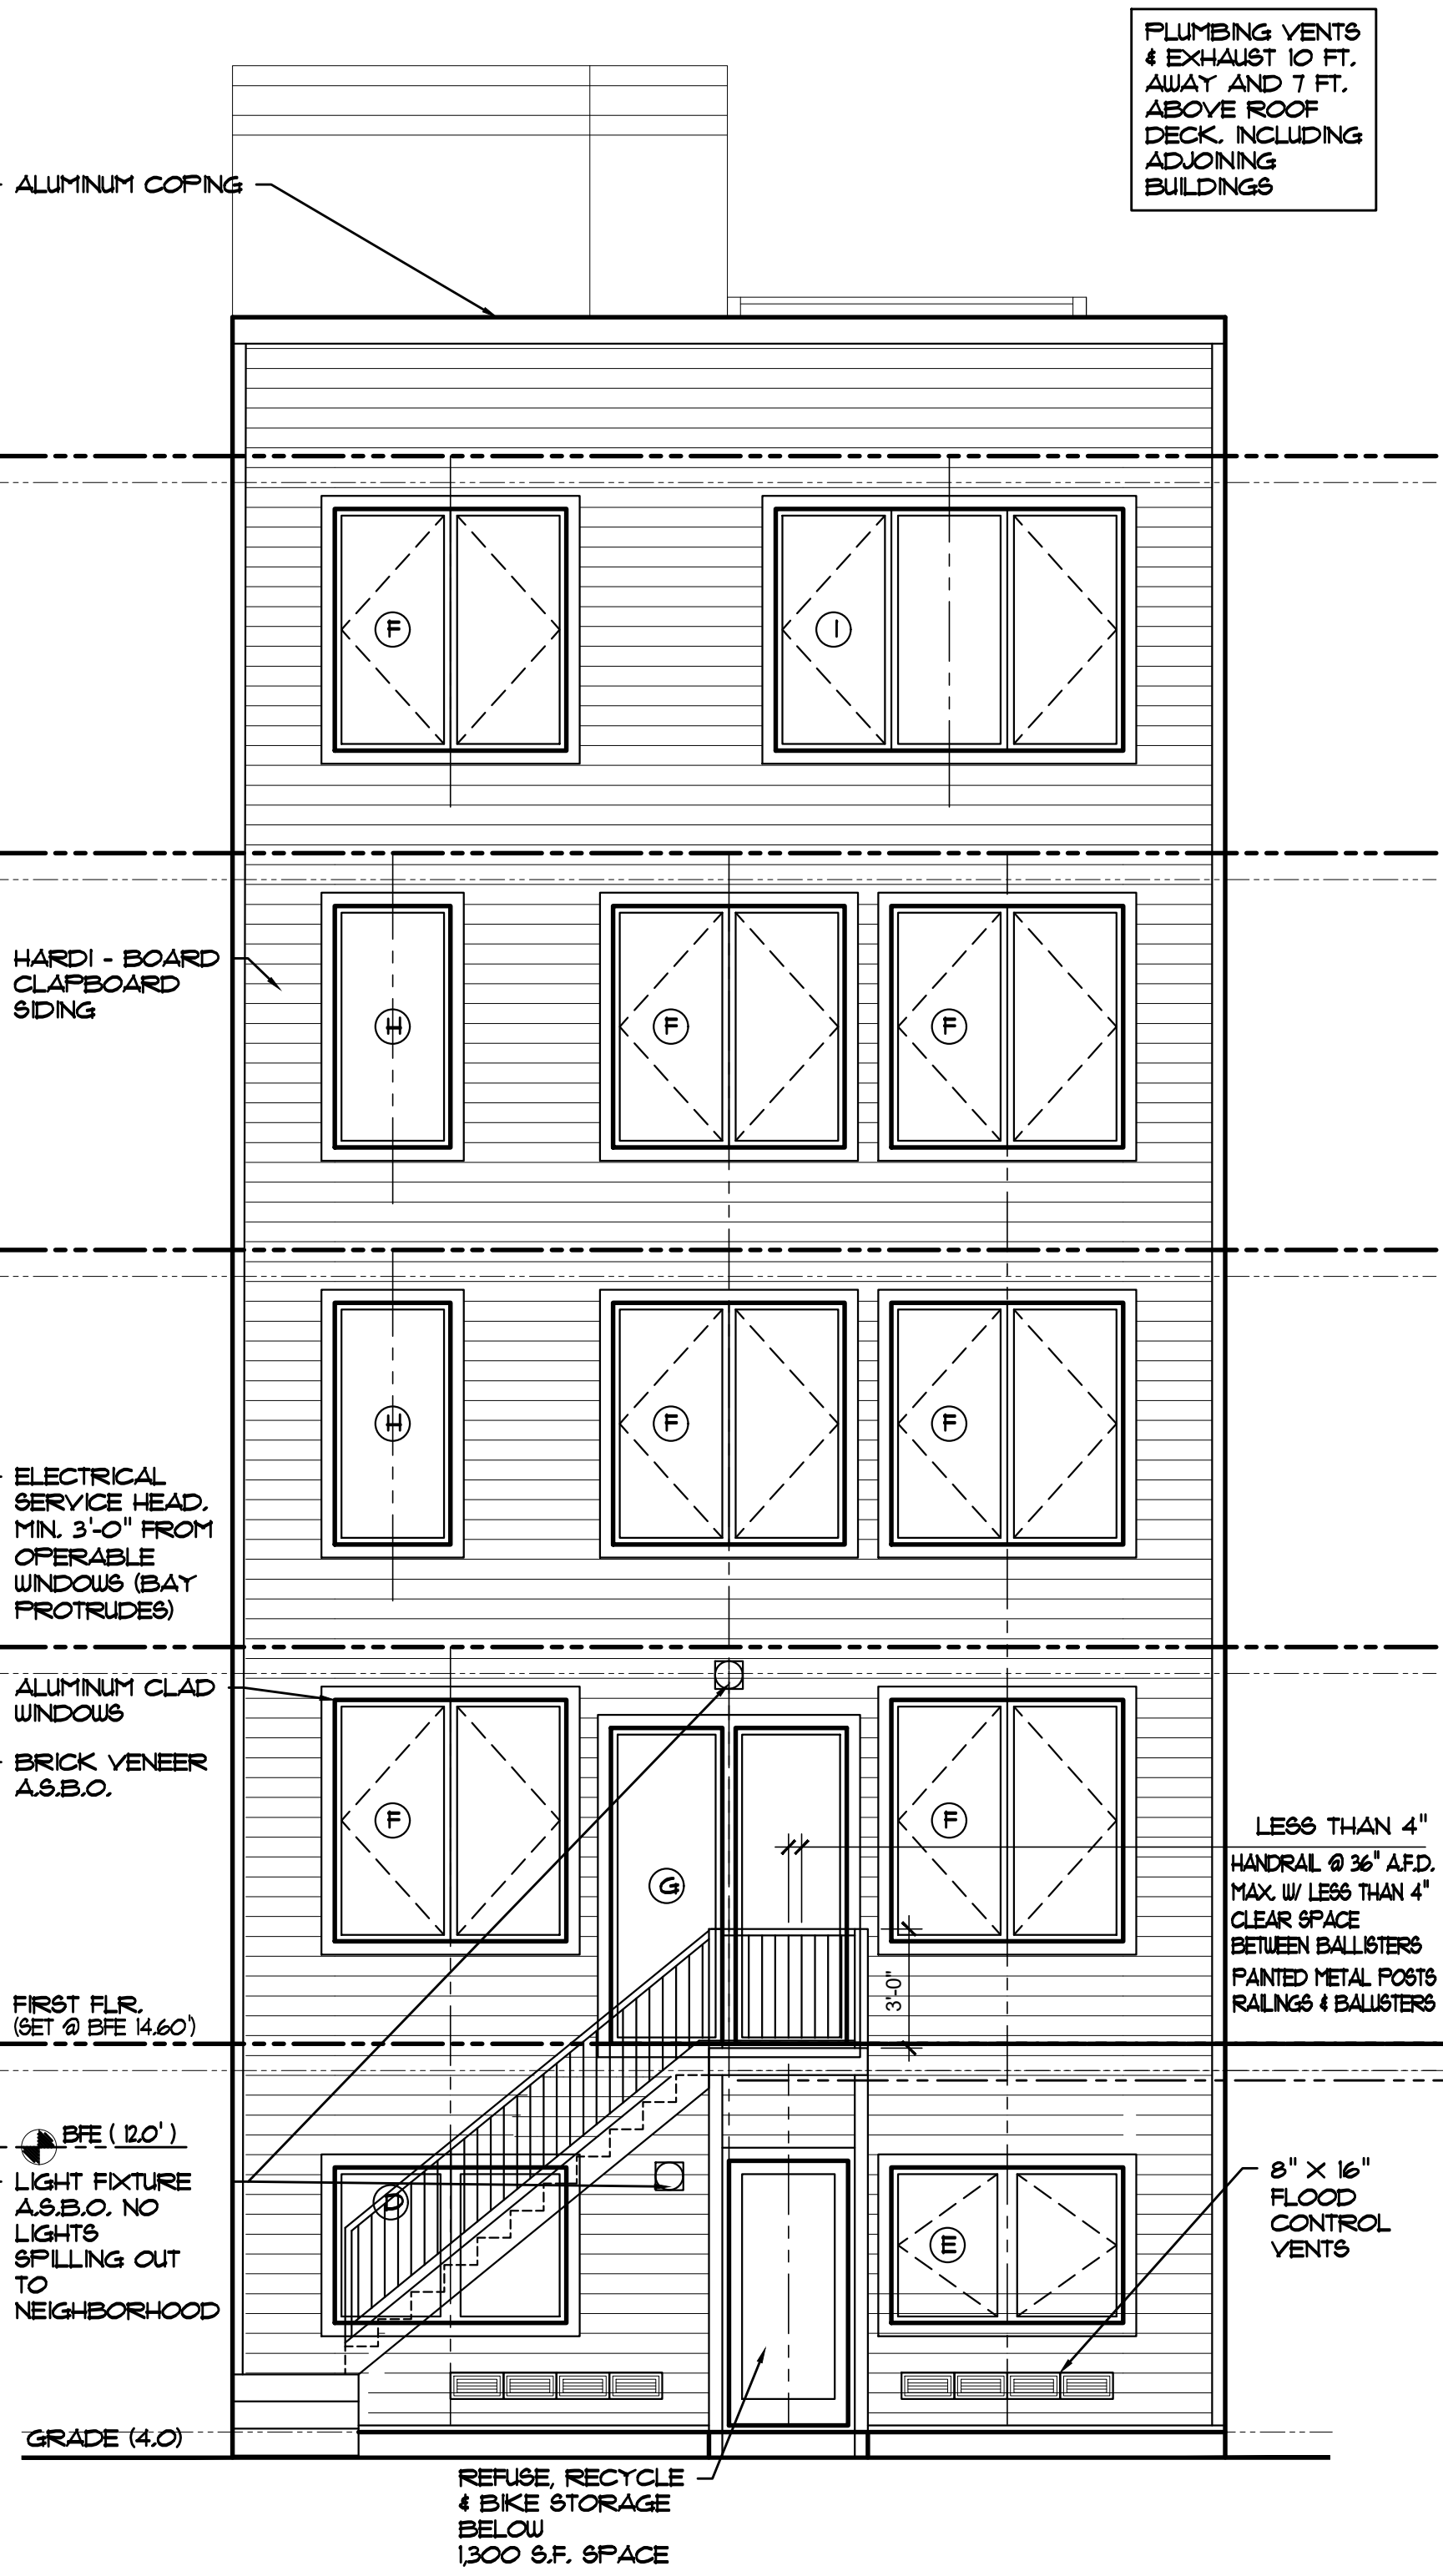 PLUMBING VENTS
& EXHAUST 10 FT.
AWAY AND 7 FT.
ABOVE ROOF
DECK. INCLUDING
ADJOINING
BUILDINGS
ALUMINUM COPING
F
I
HARDI - BOARD
CLAPBOARD
SIDING
H
F
F
H
F
F
ELECTRICAL
SERVICE HEAD.
MIN. 3'-0" FROM
OPERABLE
WINDOWS (BAY
PROTRUDES)
ALUMINUM CLAD
WINDOWS
BRICK VENEER
A.S.B.O.
F
G
F
LESS THAN 4"
HANDRAIL @ 36" A.F.D.
MAX. W/ LESS THAN 4"
CLEAR SPACE
BETWEEN BALLISTERS
PAINTED METAL POSTS
RAILINGS & BALUSTERS
3'-0"
FIRST FLR.
(SET @ BFE 14.60')
BFE ( 12.0' )
LIGHT FIXTURE
A.S.B.O. NO
LIGHTS
SPILLING OUT
TO
NEIGHBORHOOD
D
E
8" X 16"
FLOOD
CONTROL
VENTS
GRADE (4.0)
REFUSE, RECYCLE
& BIKE STORAGE
BELOW
1,300 S.F. SPACE